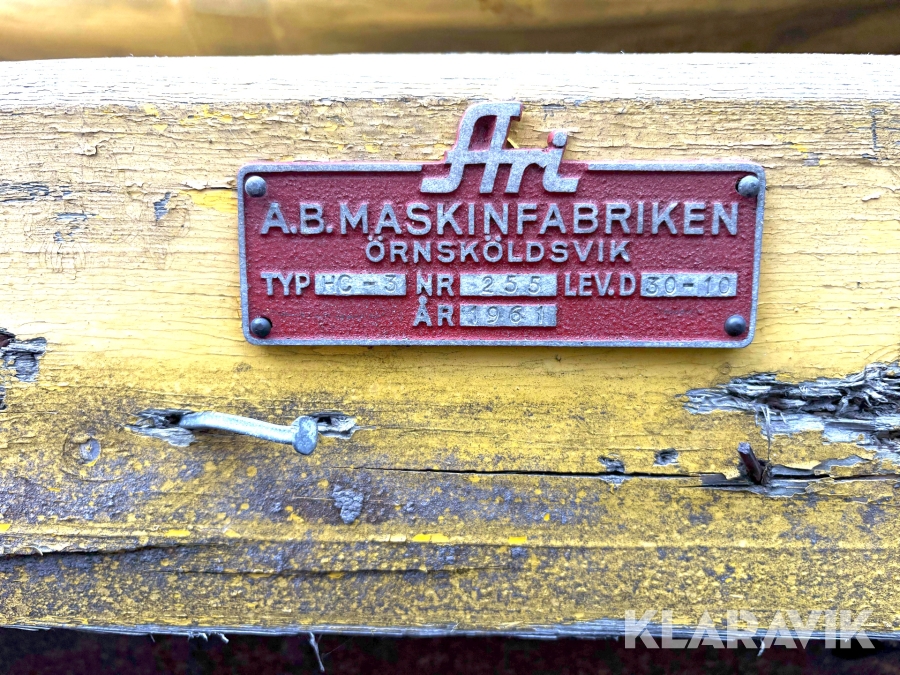 Ari
A.B. MASKINFABRIKEN
ÖRNSKÖLDSVIK
TYP HC-3 NR 255 LEV. D 30-10
ÅR 1961
KLARAVIK